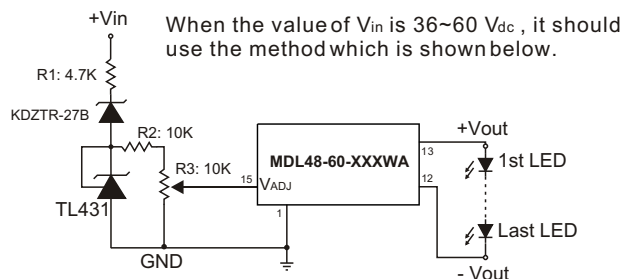 +Vin
When the value of Vin is 36~60 Vdc , it should
use the method which is shown below.
R1: 4.7K
KDZTR-27B
R2: 10K
R3: 10K
TL431
GND
15
VADJ
MDL48-60-XXXWA
1
13
12
+Vout
1st LED
Last LED
- Vout